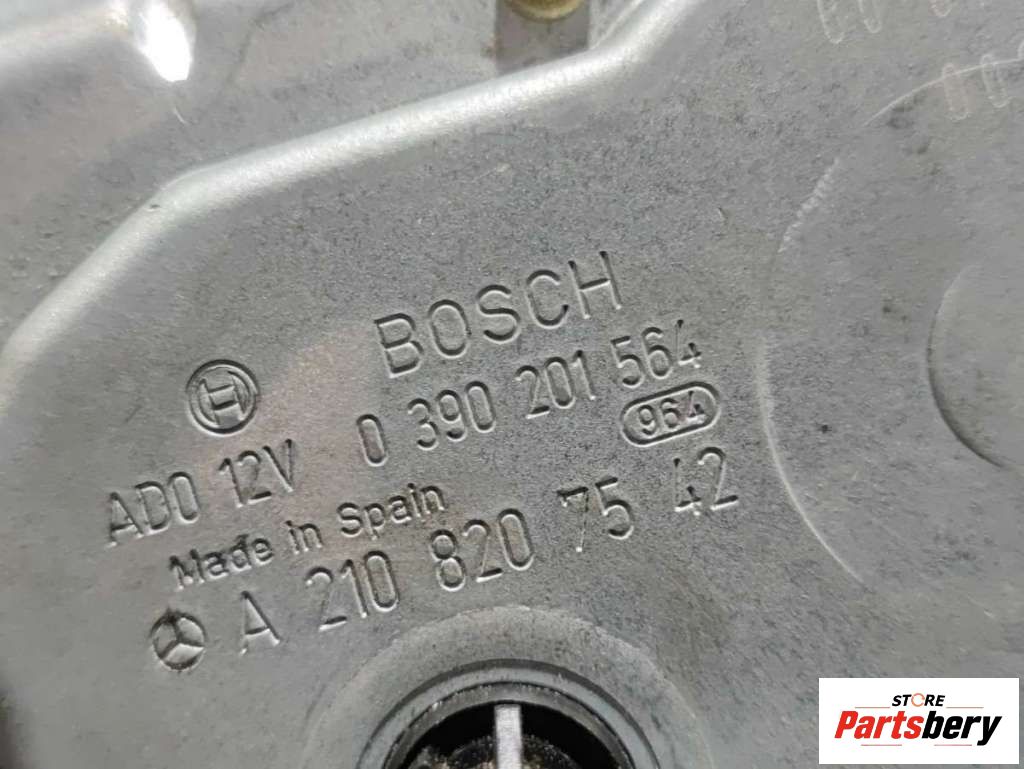 BOSCH
AD0 12V 0 390 201 564
964
Made in Spain
A 210 820 75 42
STORE
Partsbery